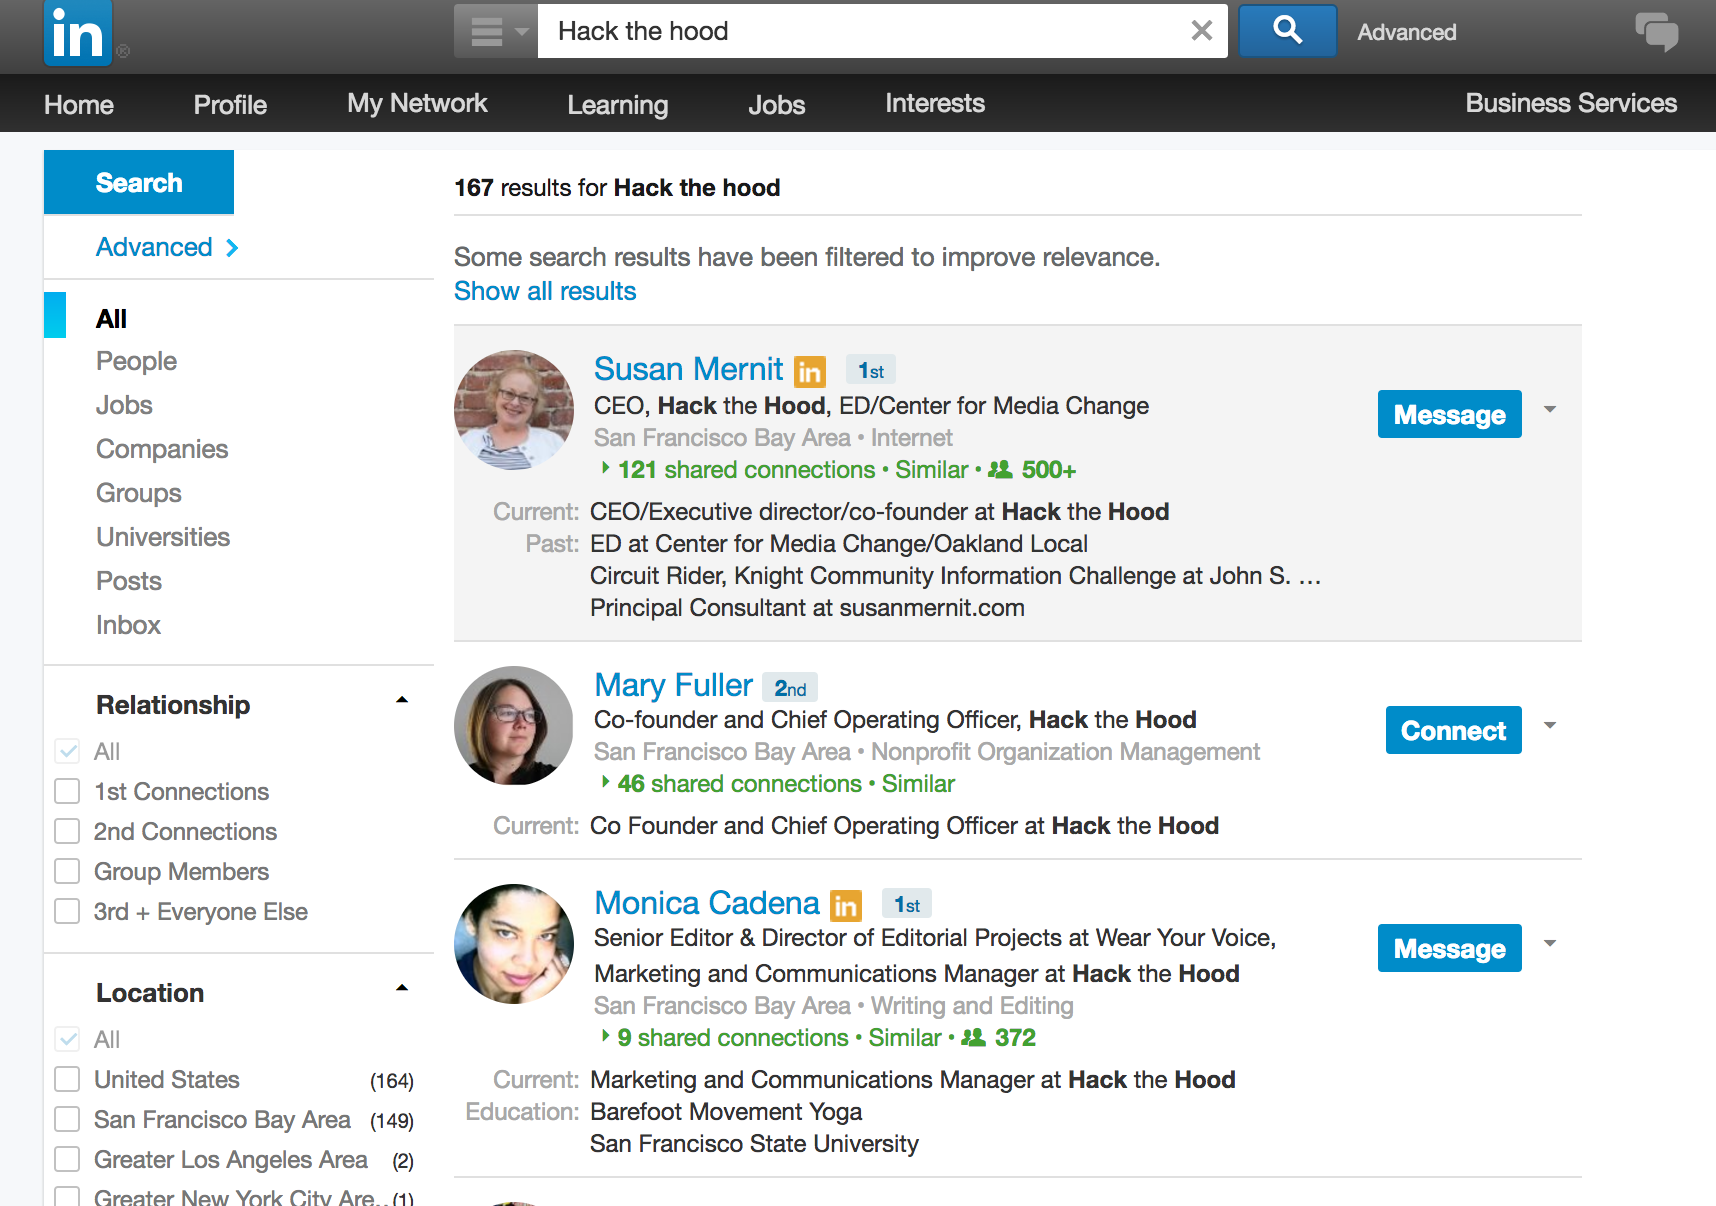 in ®
Hack the hood
Advanced
Home Profile My Network Learning Jobs Interests Business Services
Search
Advanced
All
People
Jobs
Companies
Groups
Universities
Posts
Inbox
Relationship
All
1st Connections
2nd Connections
Group Members
3rd + Everyone Else
Location
All
United States (164)
San Francisco Bay Area (149)
Greater Los Angeles Area (2)
Greater New York City Are... (1)
167 results for Hack the hood
Some search results have been filtered to improve relevance.
Show all results
Susan Mernit in 1st
CEO, Hack the Hood, ED/Center for Media Change
San Francisco Bay Area • Internet
121 shared connections • Similar • 500+
Message
Current: CEO/Executive director/co-founder at Hack the Hood
Past: ED at Center for Media Change/Oakland Local
Circuit Rider, Knight Community Information Challenge at John S. ...
Principal Consultant at susanmernit.com
Mary Fuller 2nd
Co-founder and Chief Operating Officer, Hack the Hood
San Francisco Bay Area • Nonprofit Organization Management
46 shared connections • Similar
Connect
Current: Co Founder and Chief Operating Officer at Hack the Hood
Monica Cadena in 1st
Senior Editor & Director of Editorial Projects at Wear Your Voice,
Marketing and Communications Manager at Hack the Hood
San Francisco Bay Area • Writing and Editing
9 shared connections • Similar • 372
Message
Current: Marketing and Communications Manager at Hack the Hood
Education: Barefoot Movement Yoga
San Francisco State University